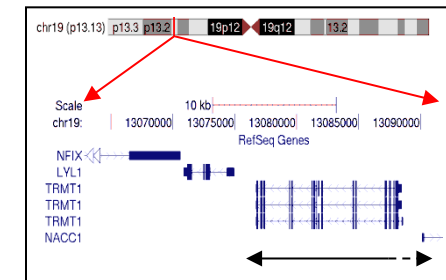 chr19 (p13.13) p13.3 p13.2 19p12 19q12 13.2
Scale 10 kb
chr19: 13070000 13075000 13080000 13085000 13090000
RefSeq Genes
NFIX
LYL1
TRMT1
TRMT1
TRMT1
NACC1